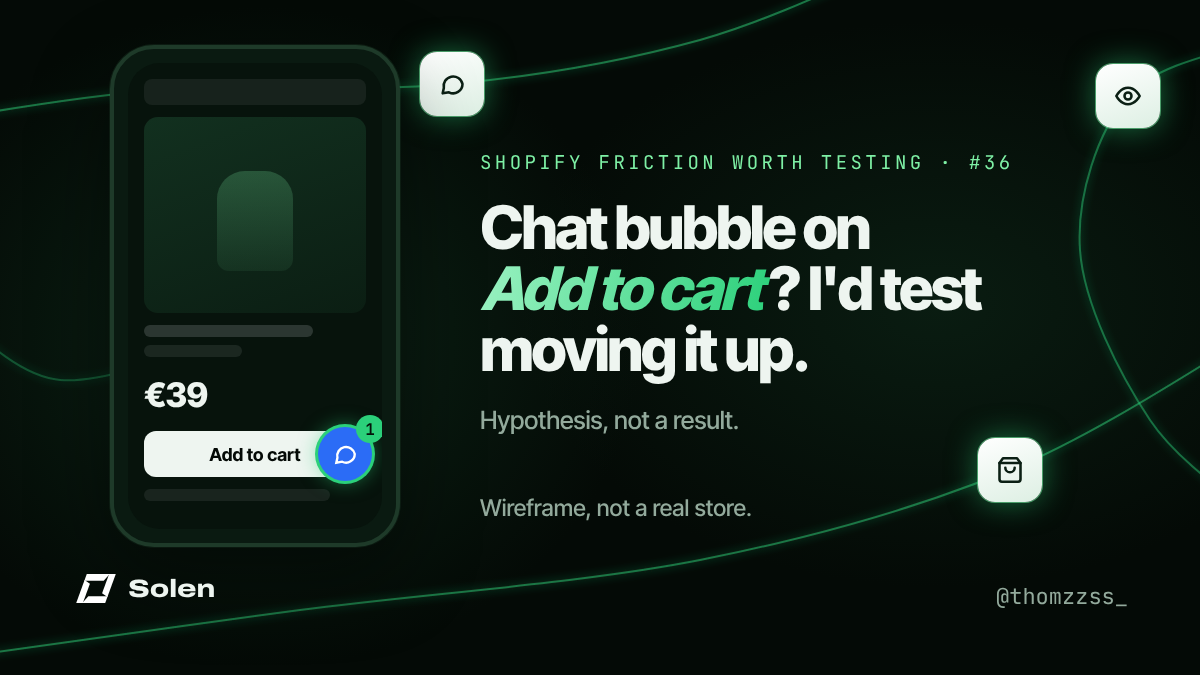 SHOPIFY FRICTION WORTH TESTING · #36
Chat bubble on
Add to cart? I'd test
moving it up.
Hypothesis, not a result.
Wireframe, not a real store.
€39
Add to cart
1
Solen
@thomzzss_